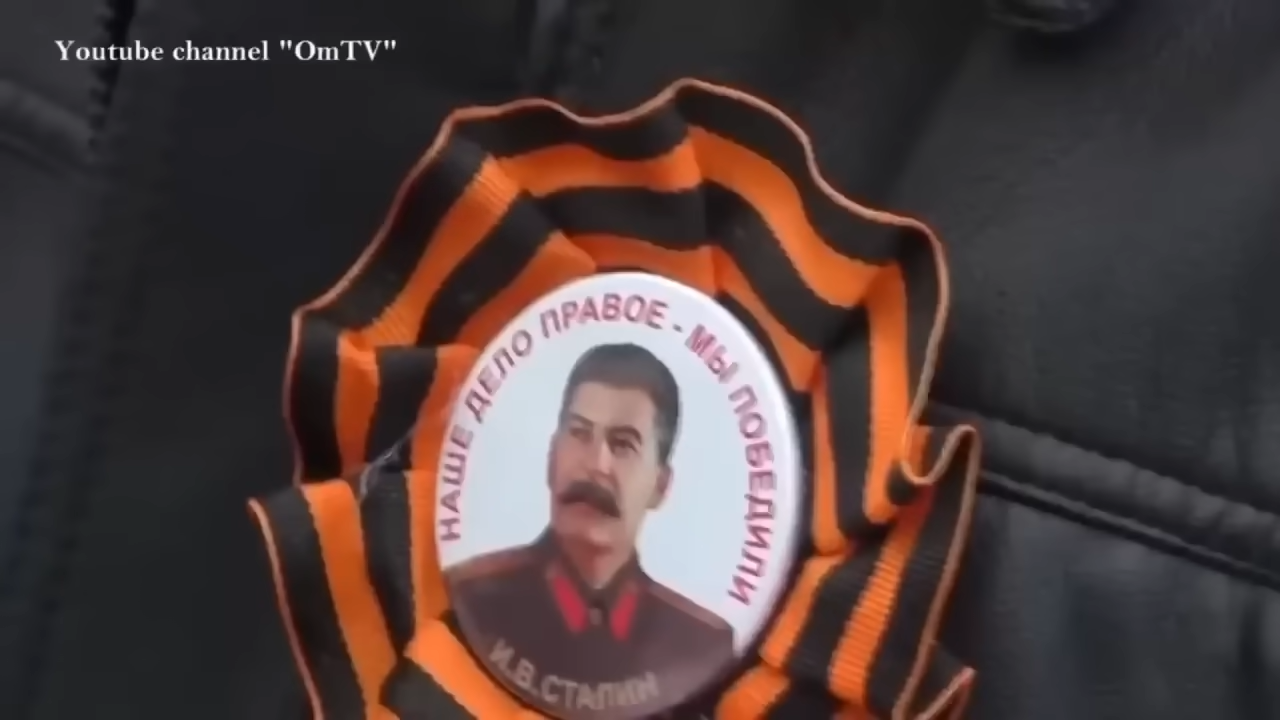 Youtube channel "OmTV"
НАШЕ ДЕЛО ПРАВОЕ - МЫ ПОБЕДИЛИ
И.В.СТАЛИН